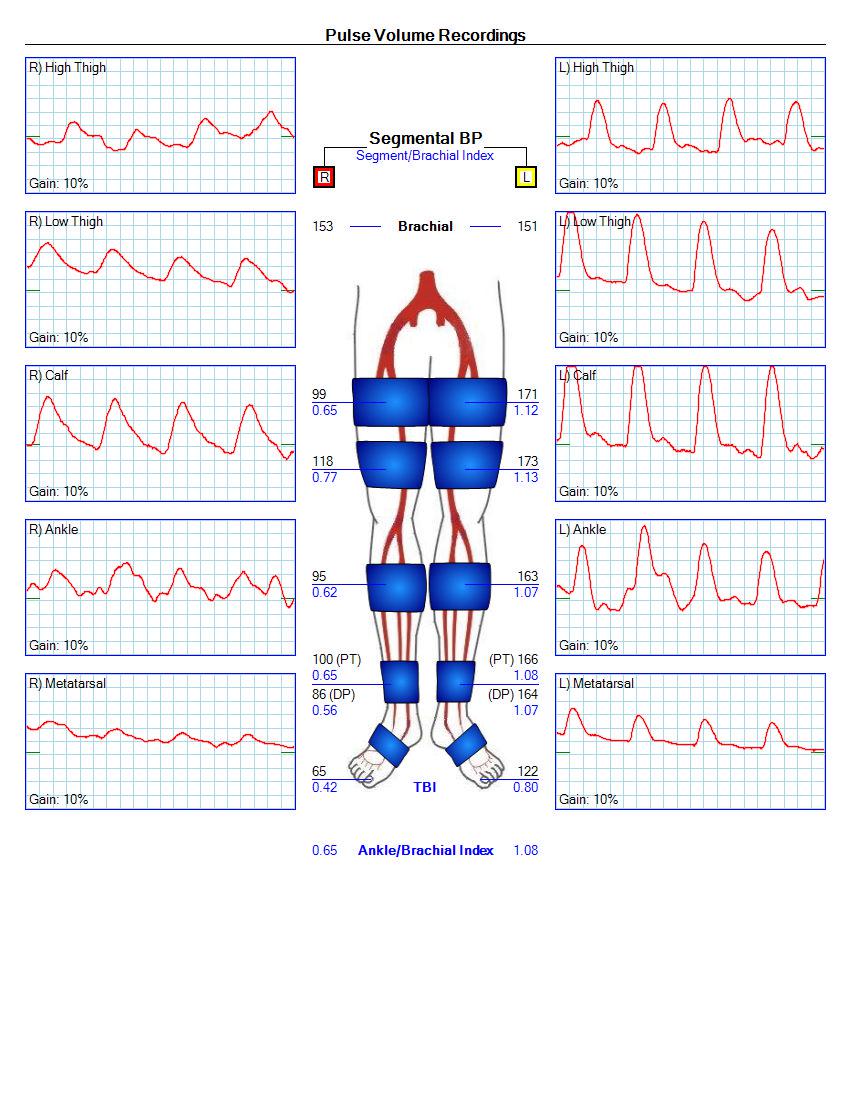 Pulse Volume Recordings
R) High Thigh
Gain: 10%
L) High Thigh
Gain: 10%
Segmental BP
Segment/Brachial Index
R
L
153 Brachial 151
R) Low Thigh
Gain: 10%
L) Low Thigh
Gain: 10%
R) Calf
Gain: 10%
L) Calf
Gain: 10%
99 171
0.65 1.12
118 173
0.77 1.13
R) Ankle
Gain: 10%
L) Ankle
Gain: 10%
95 163
0.62 1.07
100 (PT) (PT) 166
0.65 1.08
86 (DP) (DP) 164
0.56 1.07
R) Metatarsal
Gain: 10%
L) Metatarsal
Gain: 10%
65 122
0.42 TBI 0.80
0.65 Ankle/Brachial Index 1.08